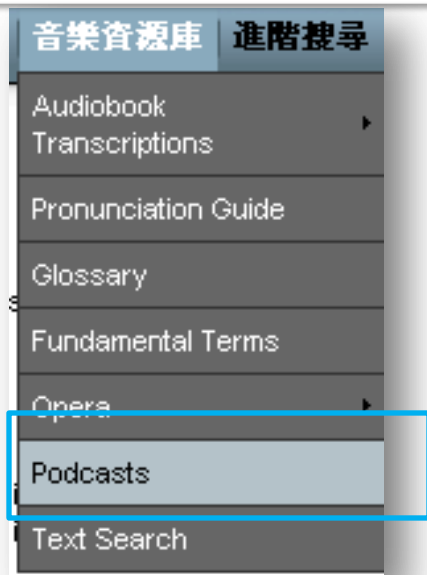 音樂資源庫 進階搜尋
Audiobook
Transcriptions
Pronunciation Guide
Glossary
Fundamental Terms
Opera
Podcasts
Text Search